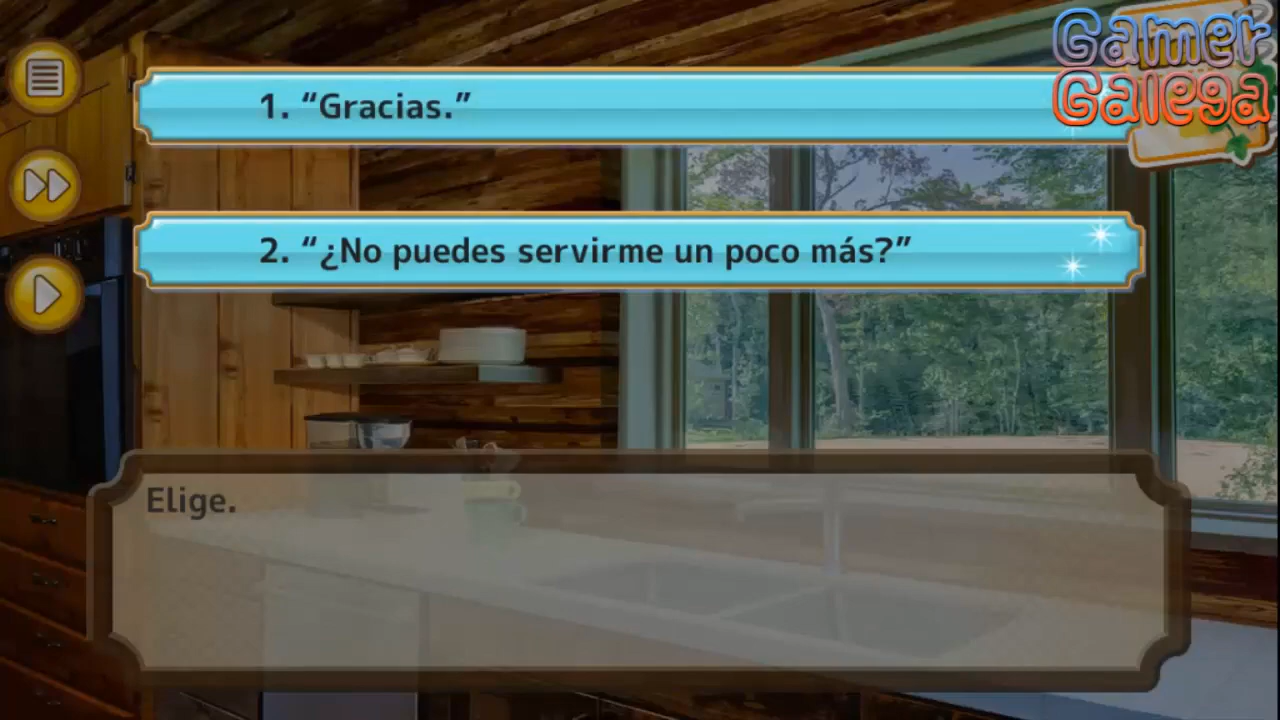 Gamer
Galega
1. “Gracias.”
2. “¿No puedes servirme un poco más?”
Elige.